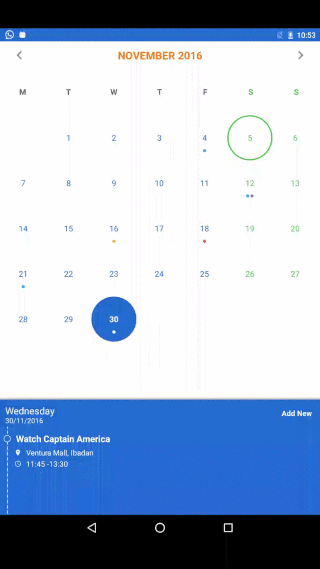 10:53
NOVEMBER 2016
M T W T F S S
1 2 3 4 5 6
7 8 9 10 11 12 13
14 15 16 17 18 19 20
21 22 23 24 25 26 27
28 29 30
Wednesday
30/11/2016
Add New
Watch Captain America
Ventura Mall, Ibadan
11:45 -13:30